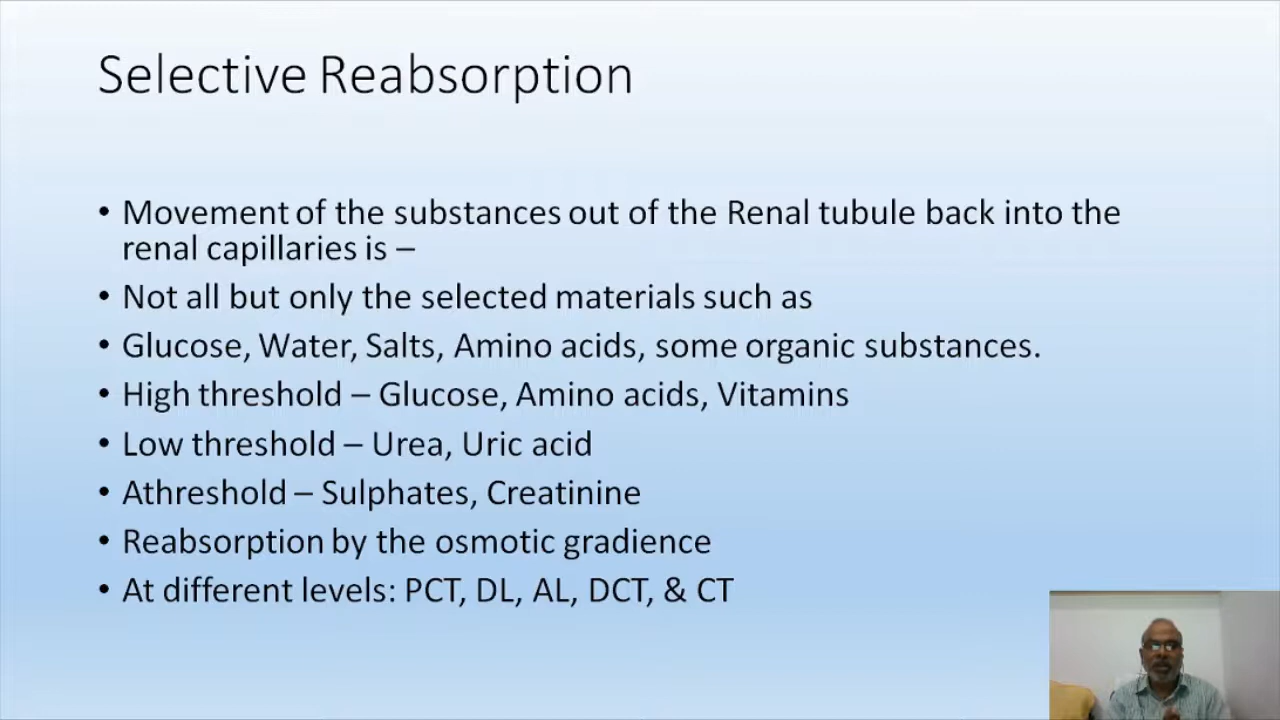 Selective Reabsorption
• Movement of the substances out of the Renal tubule back into the
renal capillaries is –
• Not all but only the selected materials such as
• Glucose, Water, Salts, Amino acids, some organic substances.
• High threshold – Glucose, Amino acids, Vitamins
• Low threshold – Urea, Uric acid
• Athreshold – Sulphates, Creatinine
• Reabsorption by the osmotic gradience
• At different levels: PCT, DL, AL, DCT, & CT